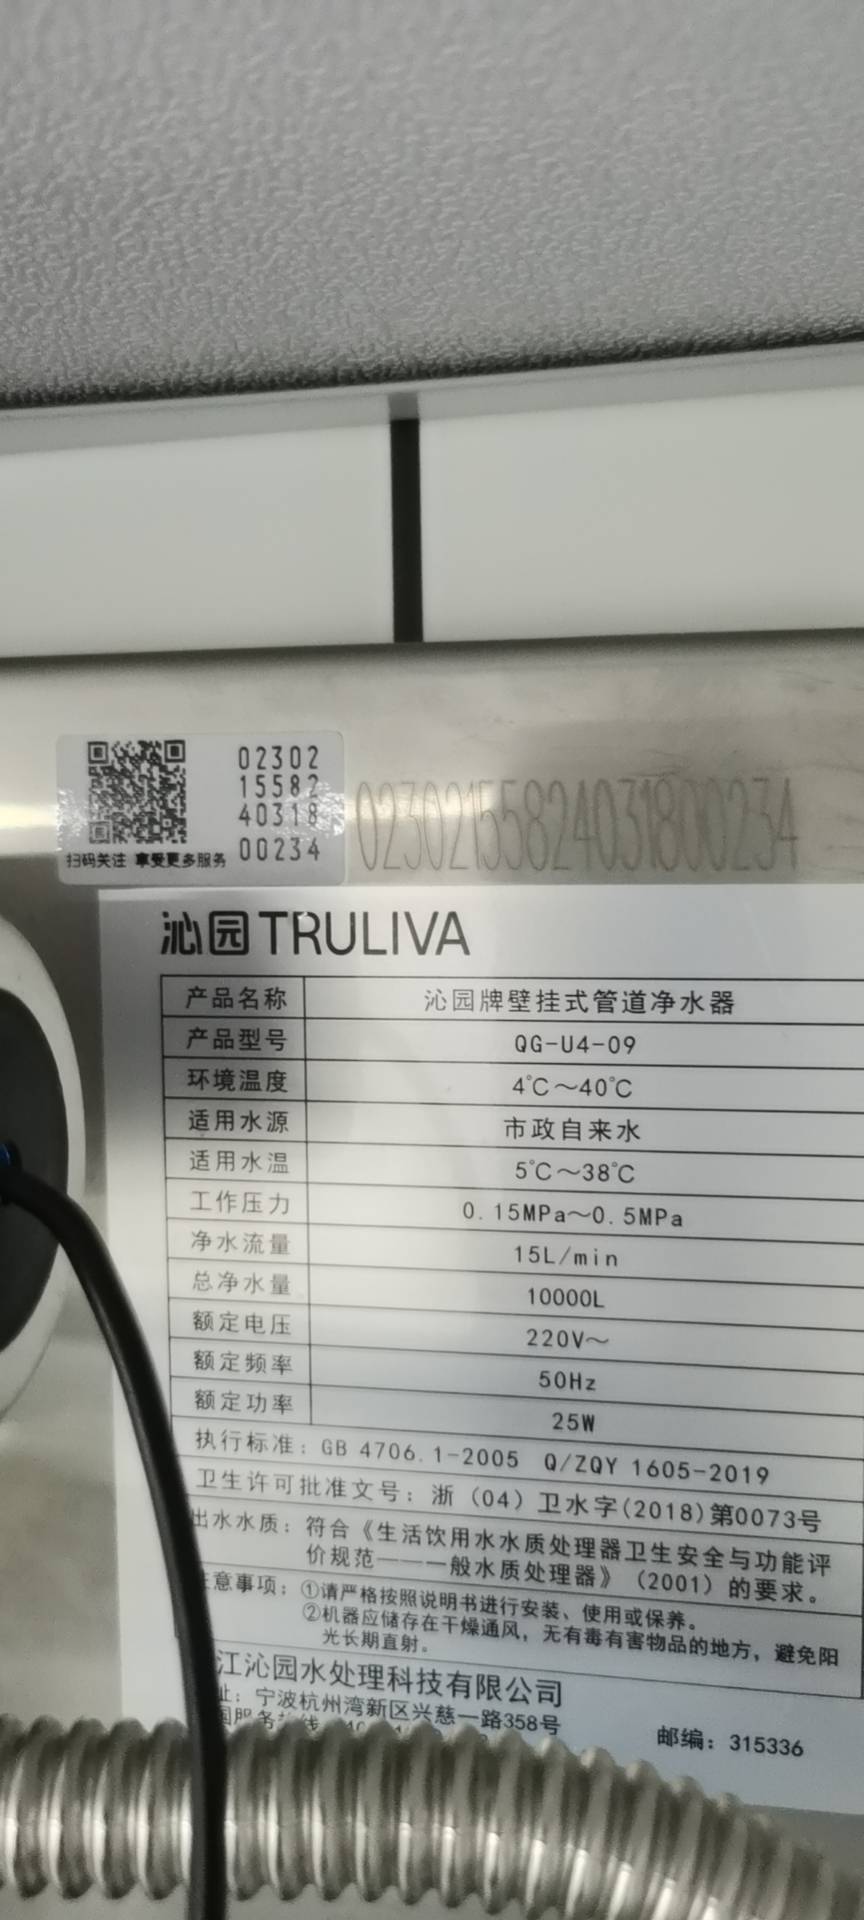 02302
15582
40318
00234
扫码关注 享受更多服务
02302155824031800234
沁园 TRULIVA
产品名称 沁园牌壁挂式管道净水器
产品型号 QG-U4-09
环境温度 4℃～40℃
适用水源 市政自来水
适用水温 5℃～38℃
工作压力 0.15MPa～0.5MPa
净水流量 15L/min
总净水量 10000L
额定电压 220V～
额定频率 50Hz
额定功率 25W
执行标准：GB 4706.1-2005 Q/ZQY 1605-2019
卫生许可批准文号：浙（04）卫水字(2018)第0073号
出水水质：符合《生活饮用水水质处理器卫生安全与功能评
价规范——一般水质处理器》（2001）的要求。
意事项：①请严格按照说明书进行安装、使用或保养。
②机器应储存在干燥通风，无有毒有害物品的地方，避免阳
光长期直射。
江沁园水处理科技有限公司
址：宁波杭州湾新区兴慈一路358号
邮编：315336